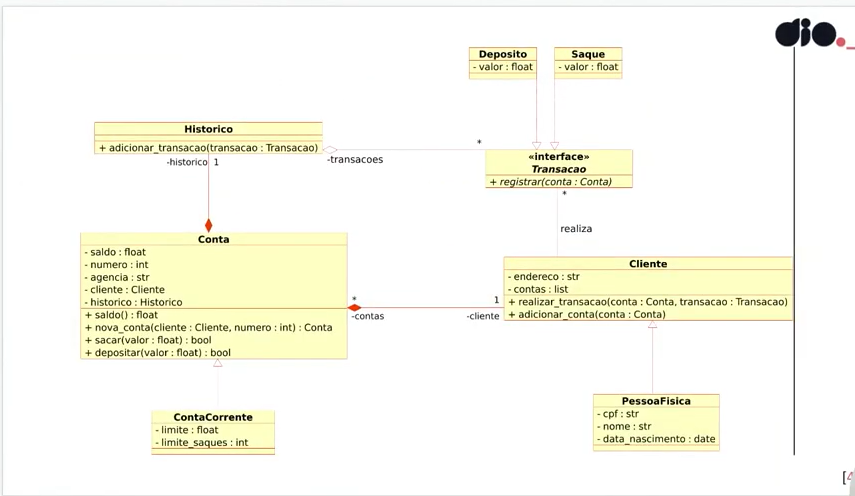 dio.
Deposito
- valor : float
Saque
- valor : float
Historico
+ adicionar_transacao(transacao : Transacao)
-historico 1
-transacoes
*
«interface»
Transacao
+ registrar(conta : Conta)
*
realiza
Conta
- saldo : float
- numero : int
- agencia : str
- cliente : Cliente
- historico : Historico
+ saldo() : float
+ nova_conta(cliente : Cliente, numero : int) : Conta
+ sacar(valor : float) : bool
+ depositar(valor : float) : bool
*
-contas
1
-cliente
Cliente
- endereco : str
- contas : list
+ realizar_transacao(conta : Conta, transacao : Transacao)
+ adicionar_conta(conta : Conta)
ContaCorrente
- limite : float
- limite_saques : int
PessoaFisica
- cpf : str
- nome : str
- data_nascimento : date